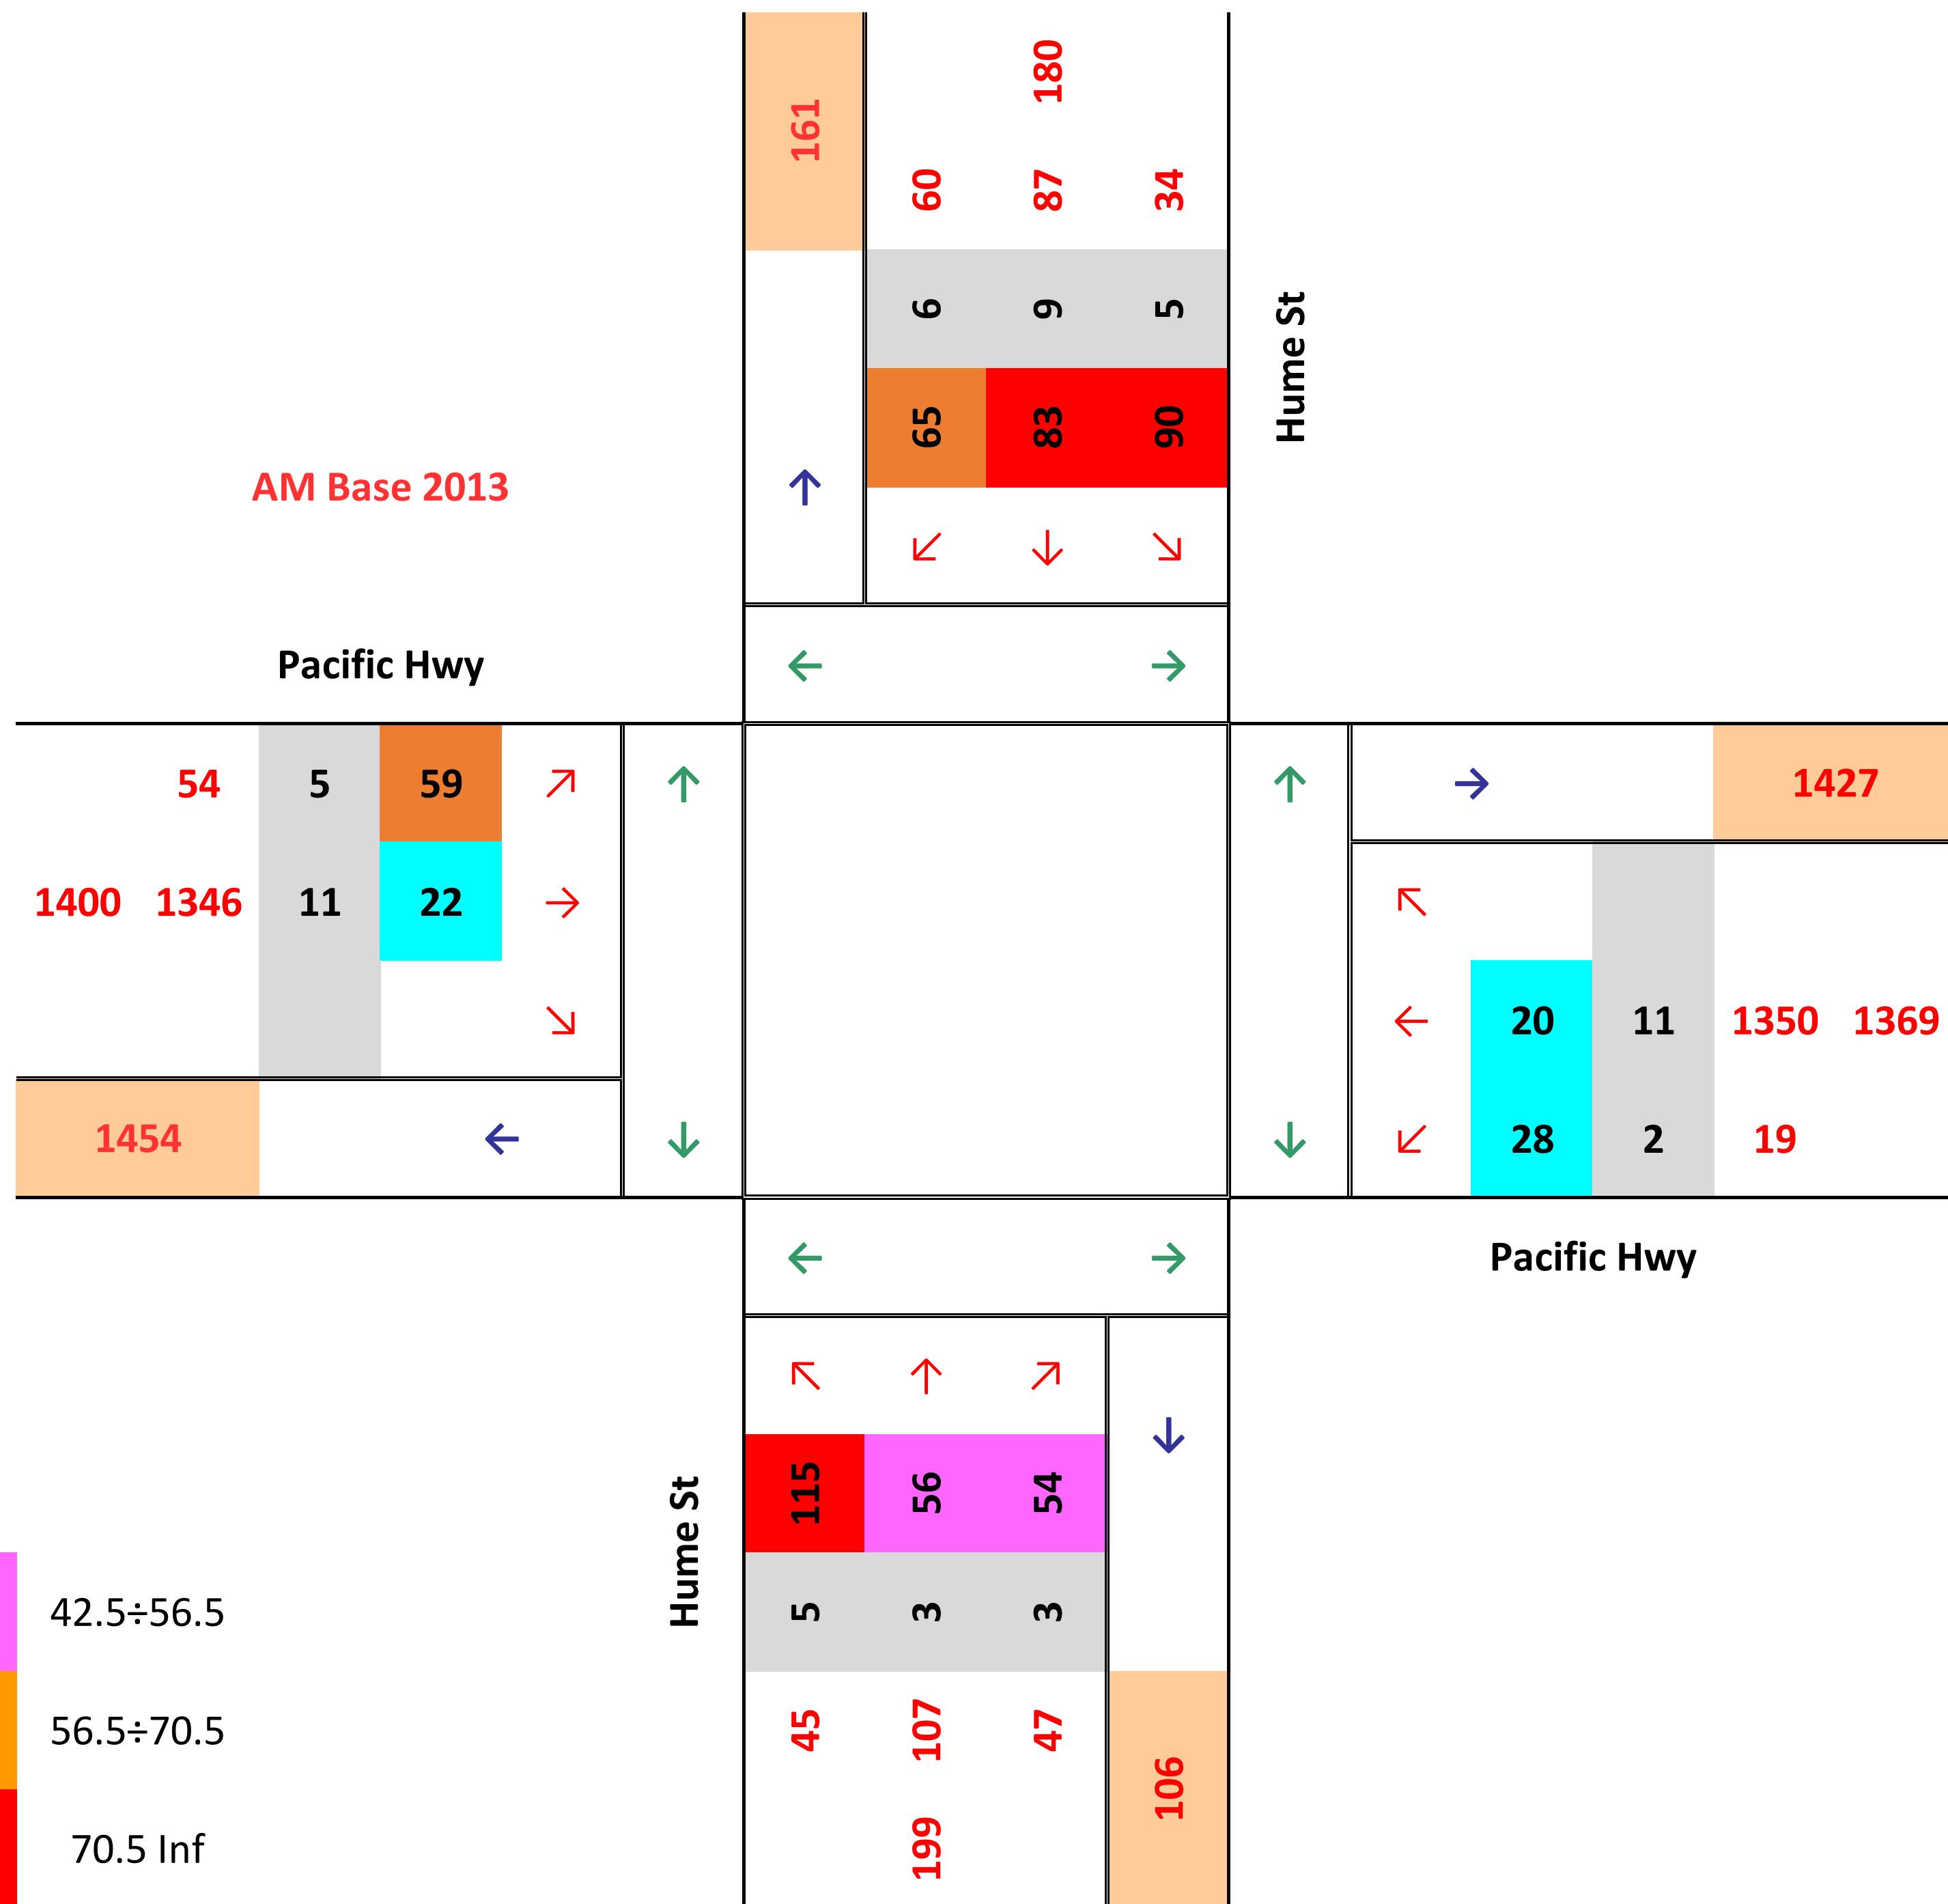 180
161
60 87 34
6 9 5
Hume St
65 83 90
AM Base 2013
Pacific Hwy
54 5 59
1427
1400 1346 11 22
20 11 1350 1369
1454
28 2 19
Pacific Hwy
115 56 54
Hume St
42.5÷56.5
5 3 3
56.5÷70.5
45 107 47
106
70.5 Inf
199